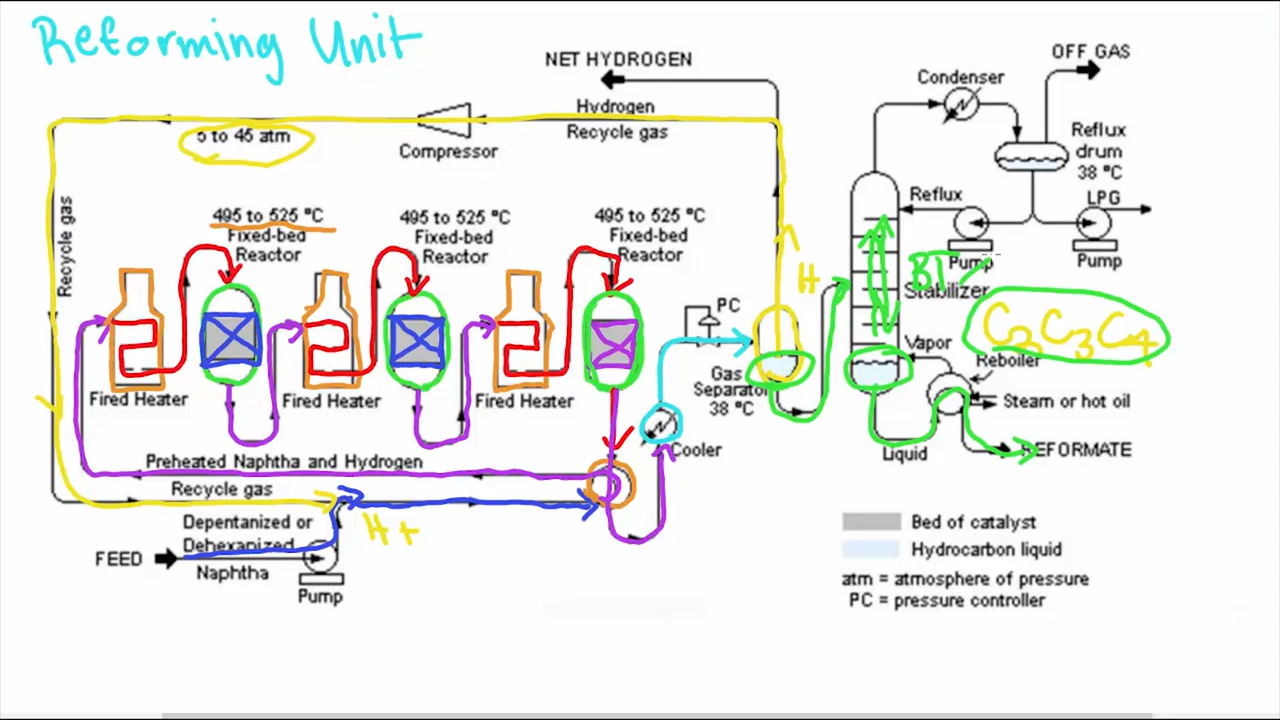 Reforming Unit
NET HYDROGEN
OFF GAS
Condenser
Hydrogen
Recycle gas
5 to 45 atm
Compressor
Reflux
drum
38 °C
Recycle gas
495 to 525 °C
Fixed-bed
Reactor
495 to 525 °C
Fixed-bed
Reactor
495 to 525 °C
Fixed-bed
Reactor
Reflux
LPG
Pump
Pump
H
Stabilizer
PC
C2 C3 C4
Vapor
Reboiler
Gas
Separator
38 °C
Fired Heater
Fired Heater
Fired Heater
Steam or hot oil
Cooler
Liquid
REFORMATE
Preheated Naphtha and Hydrogen
Recycle gas
H+
Depentanized or
Dehexanized
Naphtha
FEED
Pump
Bed of catalyst
Hydrocarbon liquid
atm = atmosphere of pressure
PC = pressure controller